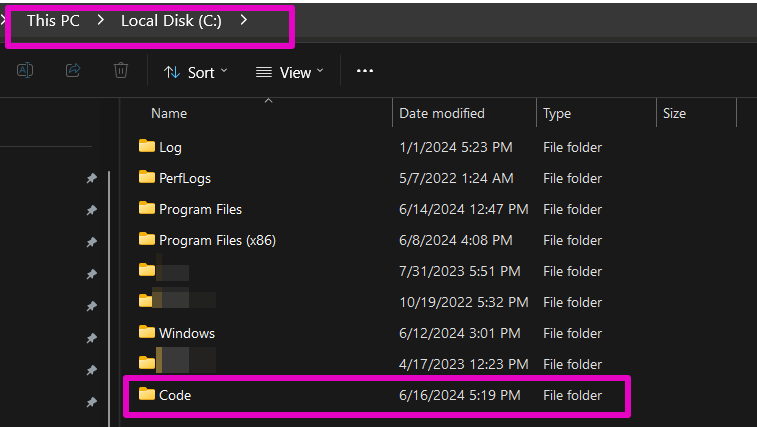 This PC > Local Disk (C:) >
Sort View ...
Name Date modified Type Size
Log 1/1/2024 5:23 PM File folder
PerfLogs 5/7/2022 1:24 AM File folder
Program Files 6/14/2024 12:47 PM File folder
Program Files (x86) 6/8/2024 4:08 PM File folder
7/31/2023 5:51 PM File folder
10/19/2022 5:32 PM File folder
Windows 6/12/2024 3:01 PM File folder
4/17/2023 12:23 PM File folder
Code 6/16/2024 5:19 PM File folder